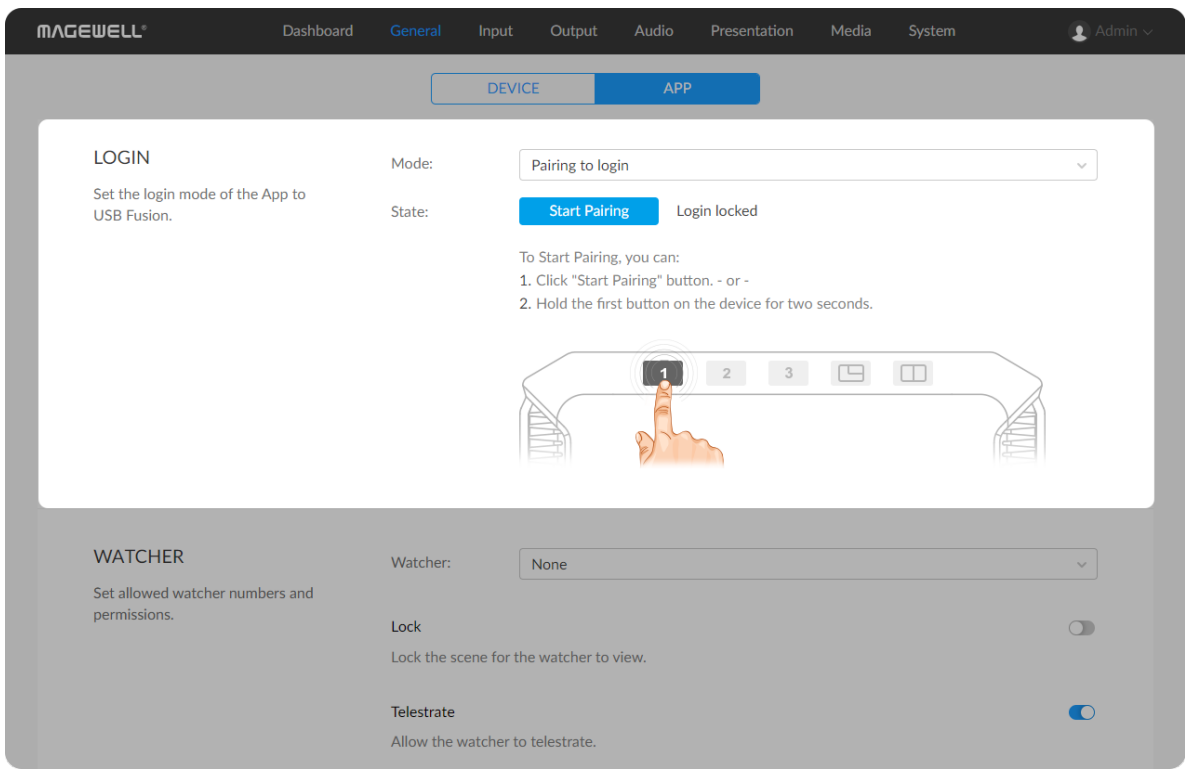 MAGEWELL®
Dashboard General Input Output Audio Presentation Media System Admin
DEVICE APP
LOGIN
Set the login mode of the App to
USB Fusion.
Mode: Pairing to login
State: Start Pairing Login locked
To Start Pairing, you can:
1. Click "Start Pairing" button. - or -
2. Hold the first button on the device for two seconds.
1 2 3
WATCHER
Set allowed watcher numbers and
permissions.
Watcher: None
Lock
Lock the scene for the watcher to view.
Telestrate
Allow the watcher to telestrate.